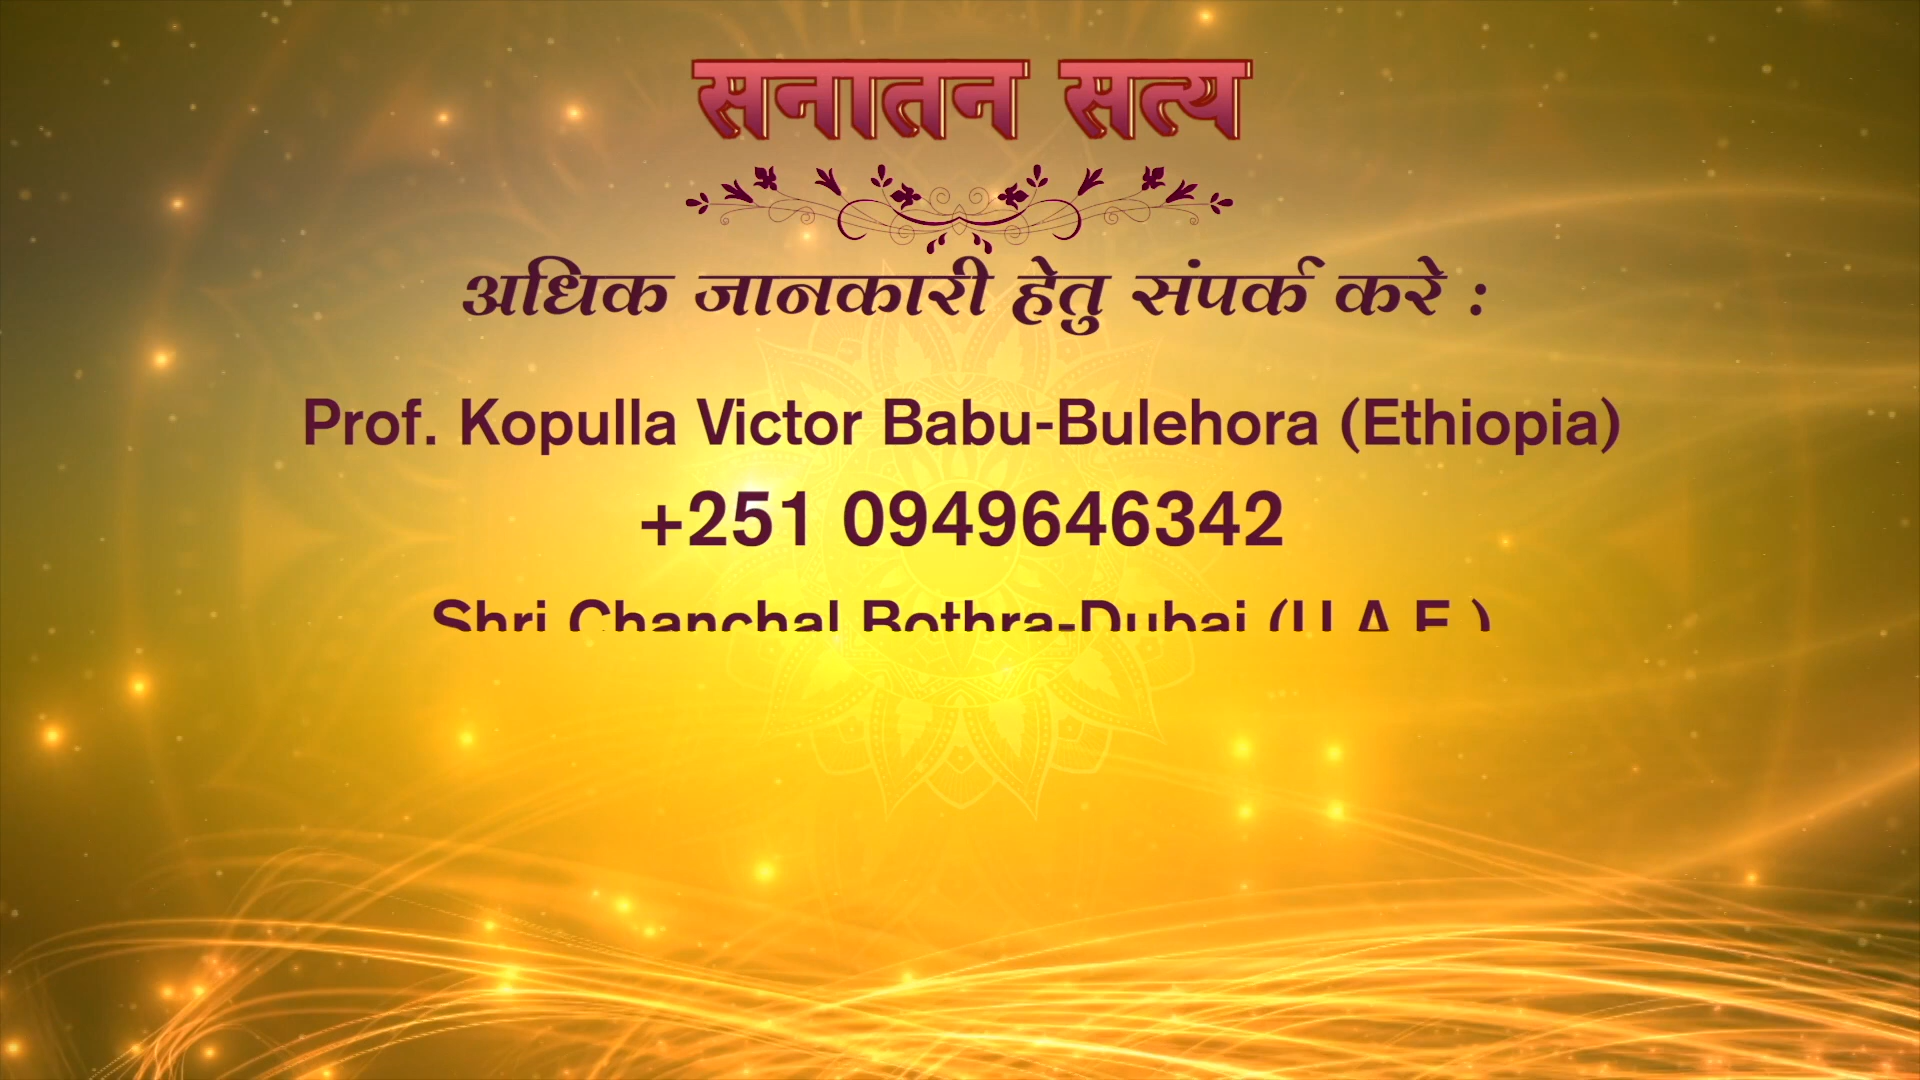 सनातन सत्य
अधिक जानकारी हेतु संपर्क करे :
Prof. Kopulla Victor Babu-Bulehora (Ethiopia)
+251 0949646342
Shri Chanchal Bothra-Dubai (U.A.E.)